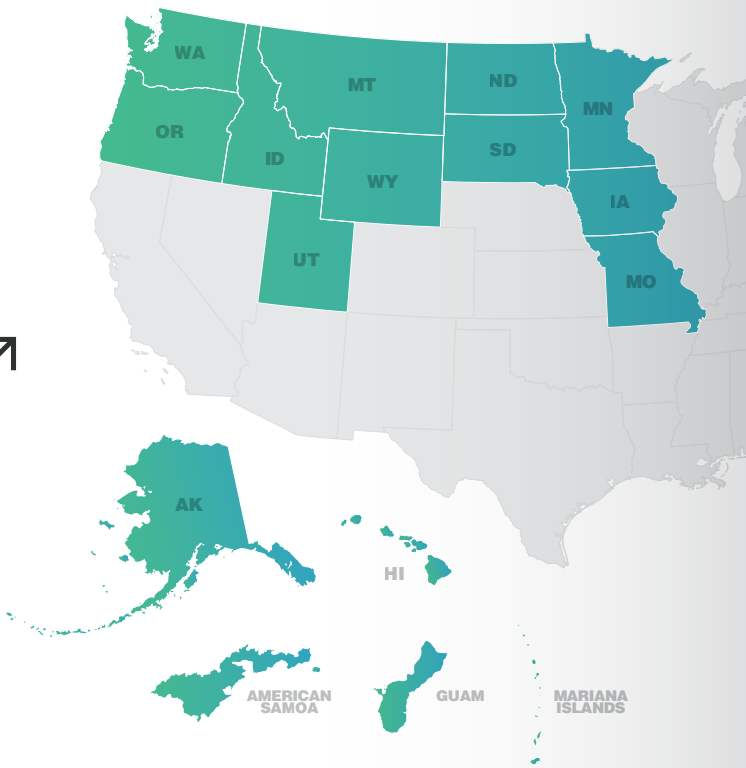 WA
MT
ND
MN
OR
ID
SD
WY
IA
UT
MO
AK
HI
AMERICAN
SAMOA
GUAM
MARIANA
ISLANDS